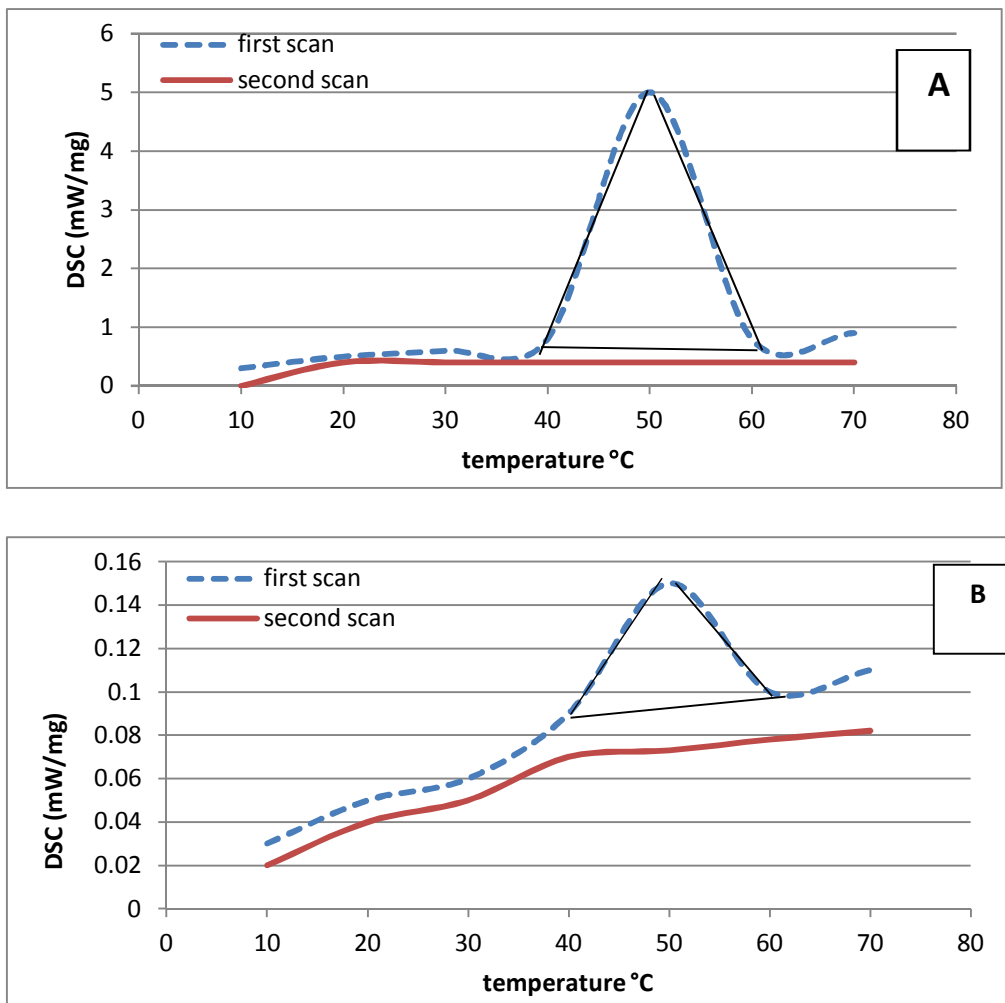 6
first scan
5
second scan
A
4
3
2
1
0
DSC (mW/mg)
0 10 20 30 40 50 60 70 80
temperature °C
0.16
first scan
0.14
second scan
B
0.12
0.1
0.08
0.06
0.04
0.02
0
DSC (mW/mg)
0 10 20 30 40 50 60 70 80
temperature °C